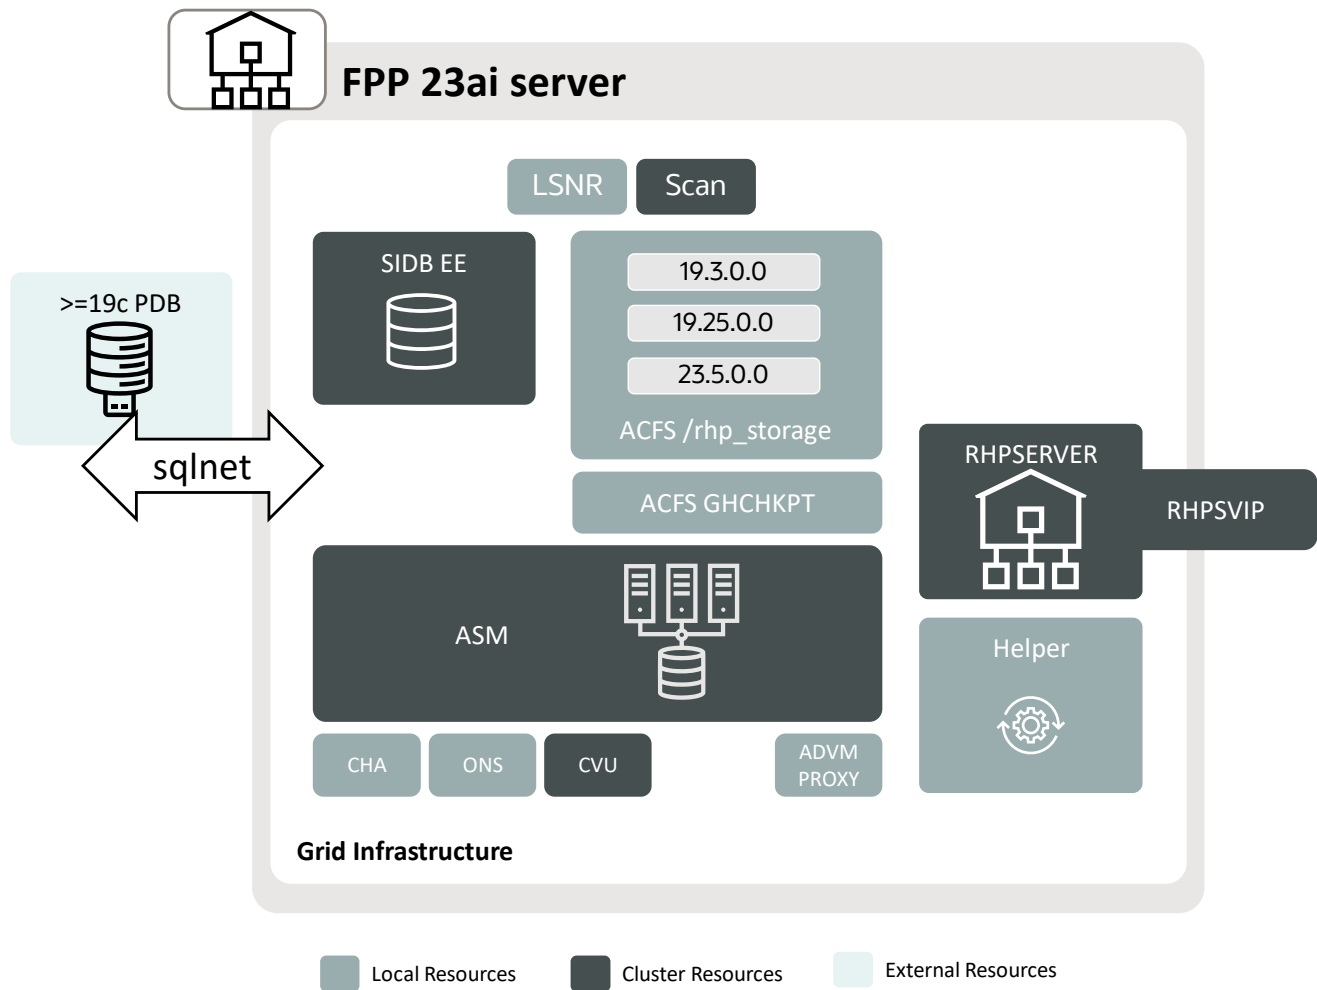 FPP 23ai server
LSNR
Scan
SIDB EE
19.3.0.0
19.25.0.0
23.5.0.0
ACFS /rhp_storage
>=19c PDB
sqlnet
ACFS GHCHKPT
RHPSERVER
RHPSVIP
ASM
Helper
CHA
ONS
CVU
ADVM
PROXY
Grid Infrastructure
Local Resources
Cluster Resources
External Resources